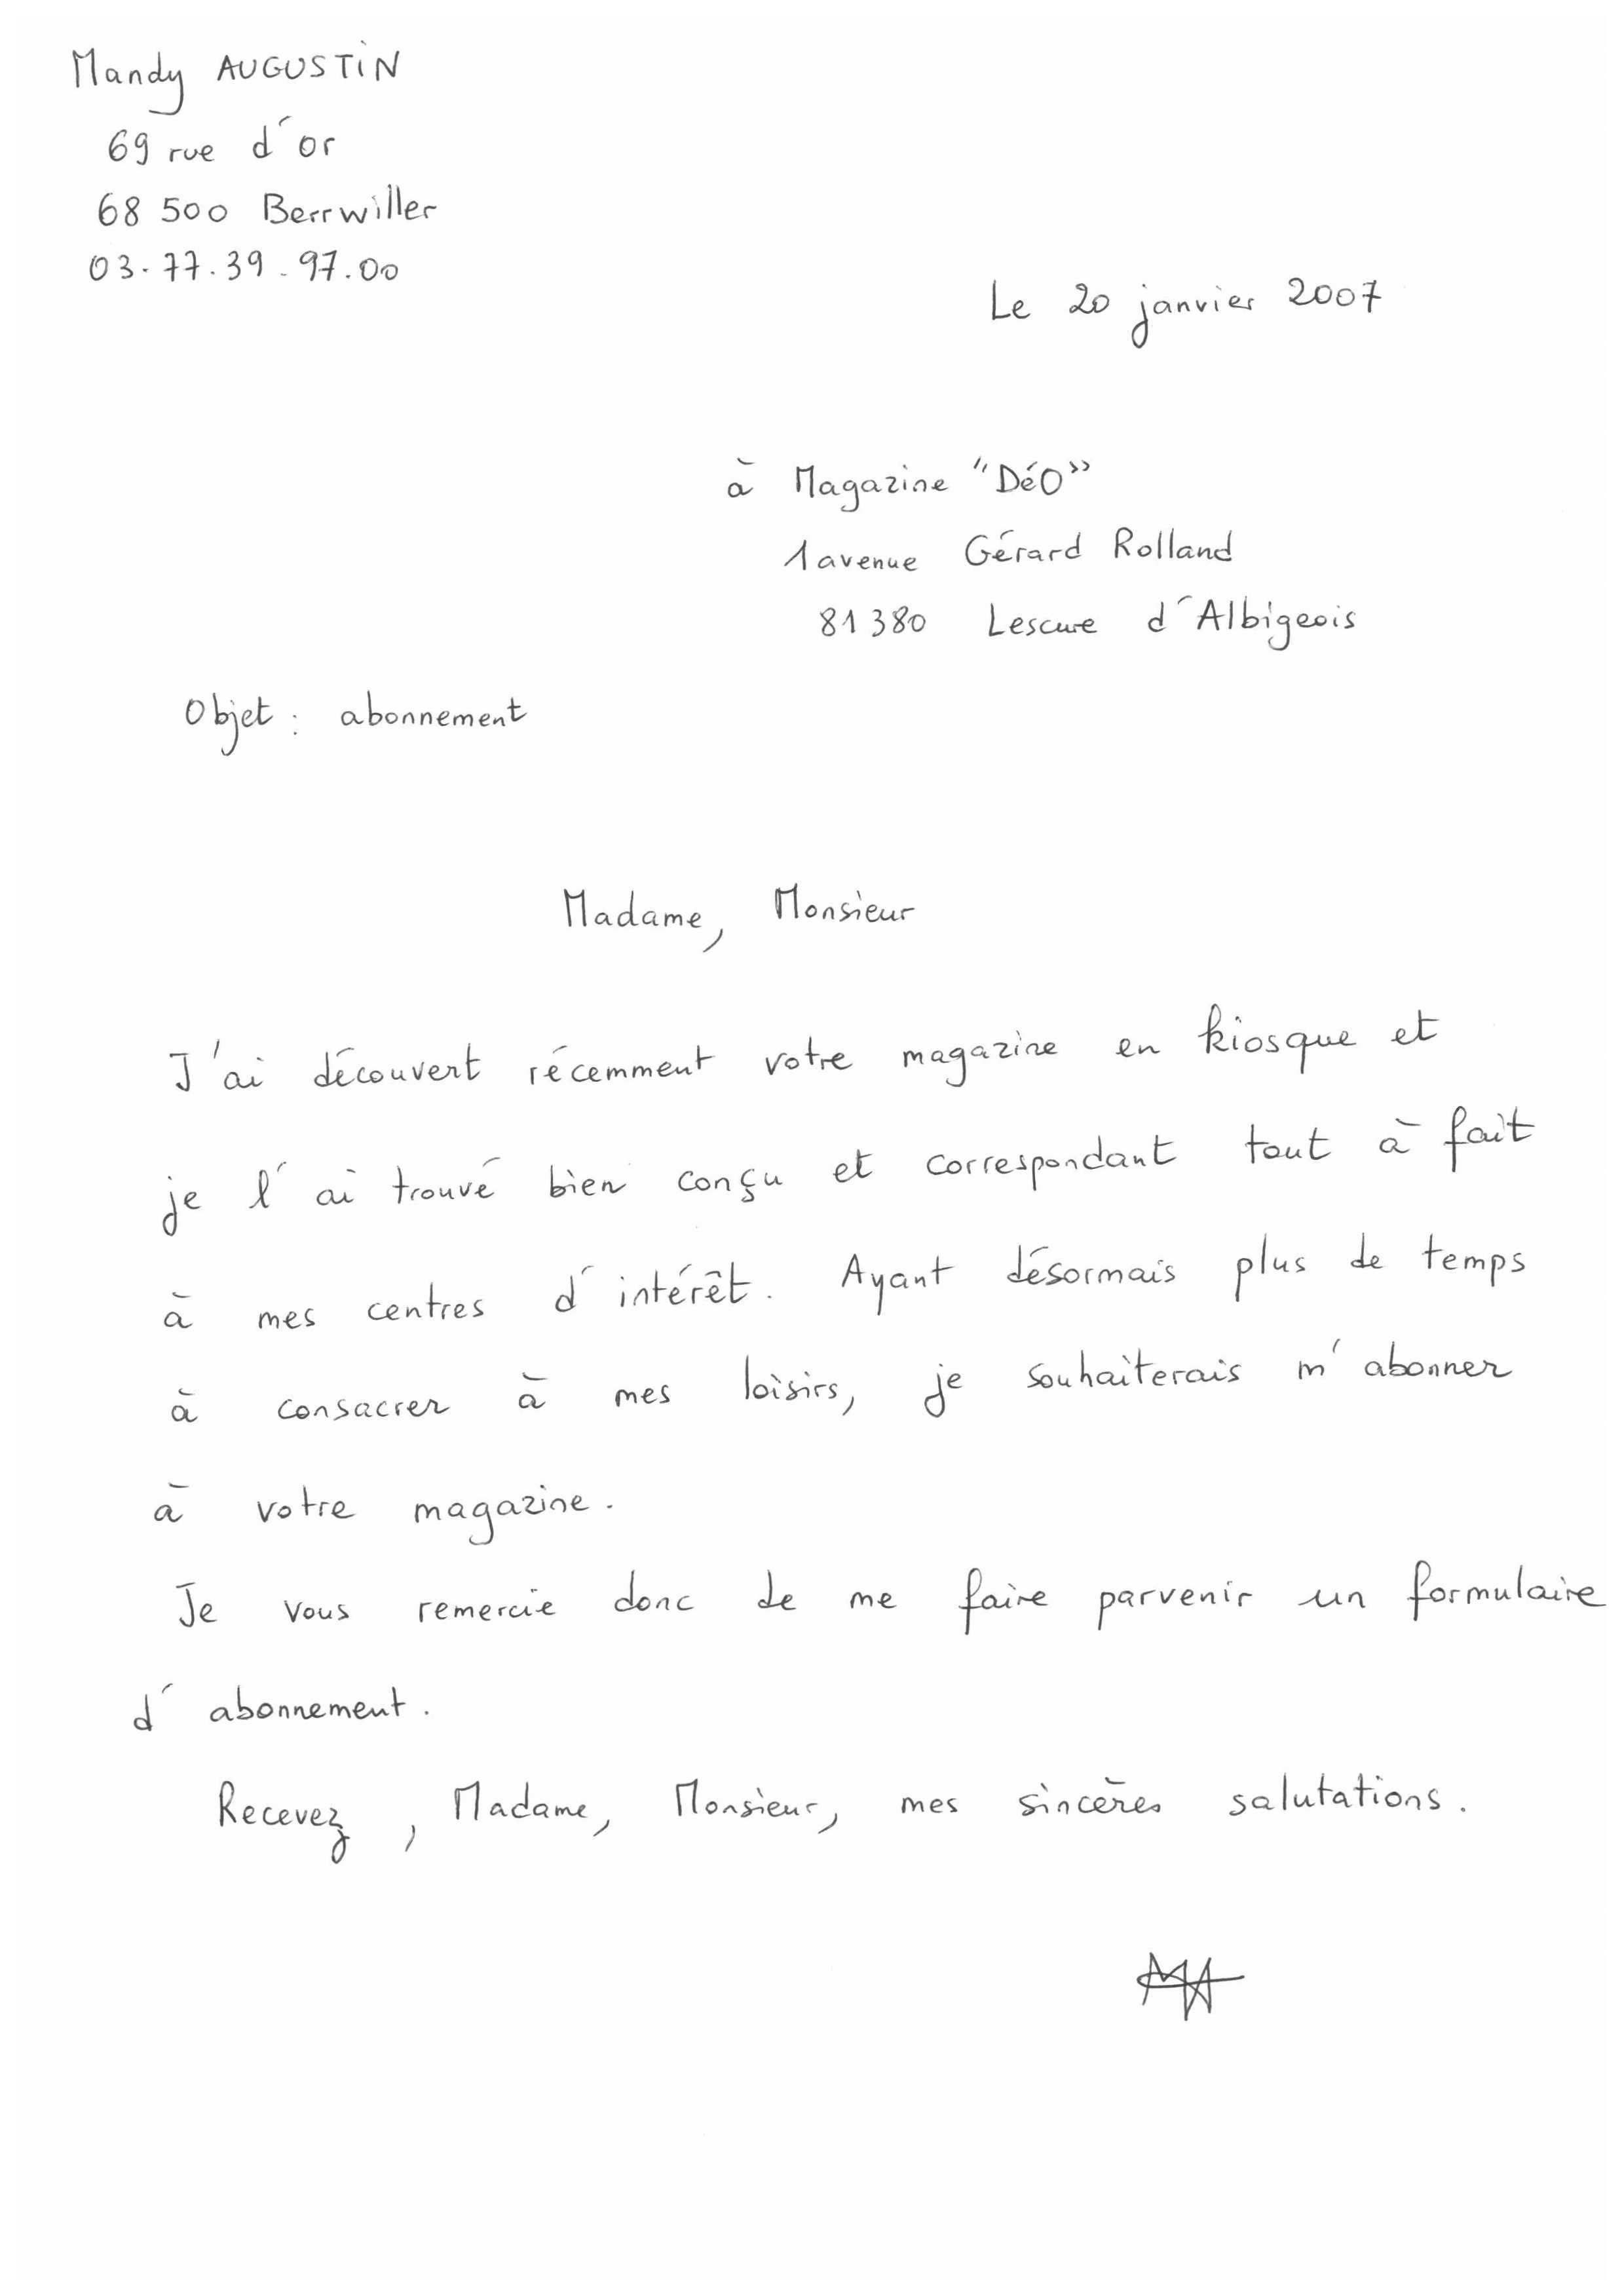 Mandy AUGUSTIN
69 rue d'or
68 500 Berrwiller
03.77.39.97.00
Le 20 janvier 2007
à Magazine "DéO"
1 avenue Gérard Rolland
81 380 Lescure d'Albigeois
Objet : abonnement
Madame, Monsieur
J'ai découvert récemment votre magazine en kiosque et
je l'ai trouvé bien conçu et correspondant tout à fait
à mes centres d'intérêt. Ayant désormais plus de temps
à consacrer à mes loisirs, je souhaiterais m'abonner
à votre magazine.
Je vous remercie donc de me faire parvenir un formulaire
d'abonnement.
Recevez, Madame, Monsieur, mes sincères salutations.
MA